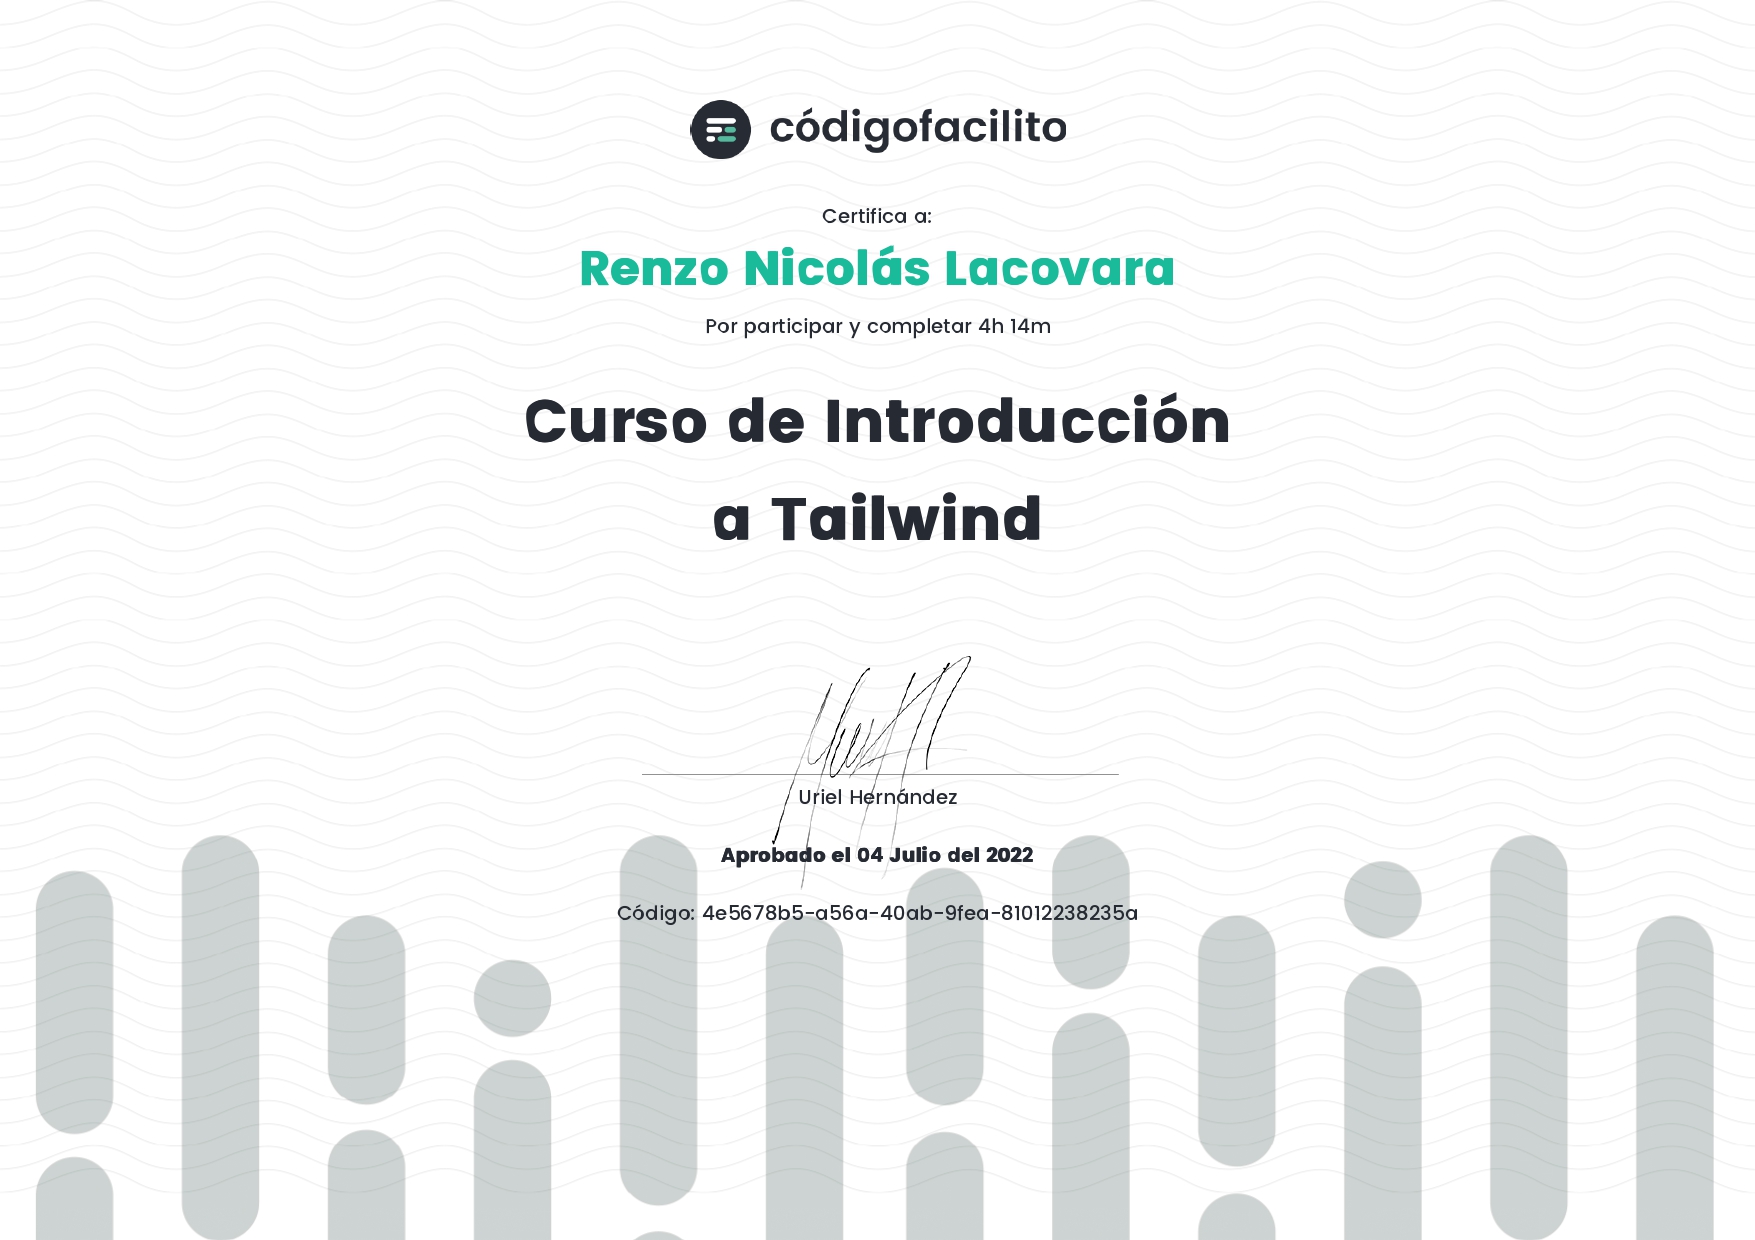 códigofacilito
Certifica a:
Renzo Nicolás Lacovara
Por participar y completar 4h 14m
Curso de Introducción
a Tailwind
Uriel Hernández
Aprobado el 04 Julio del 2022
Código: 4e5678b5-a56a-40ab-9fea-81012238235a